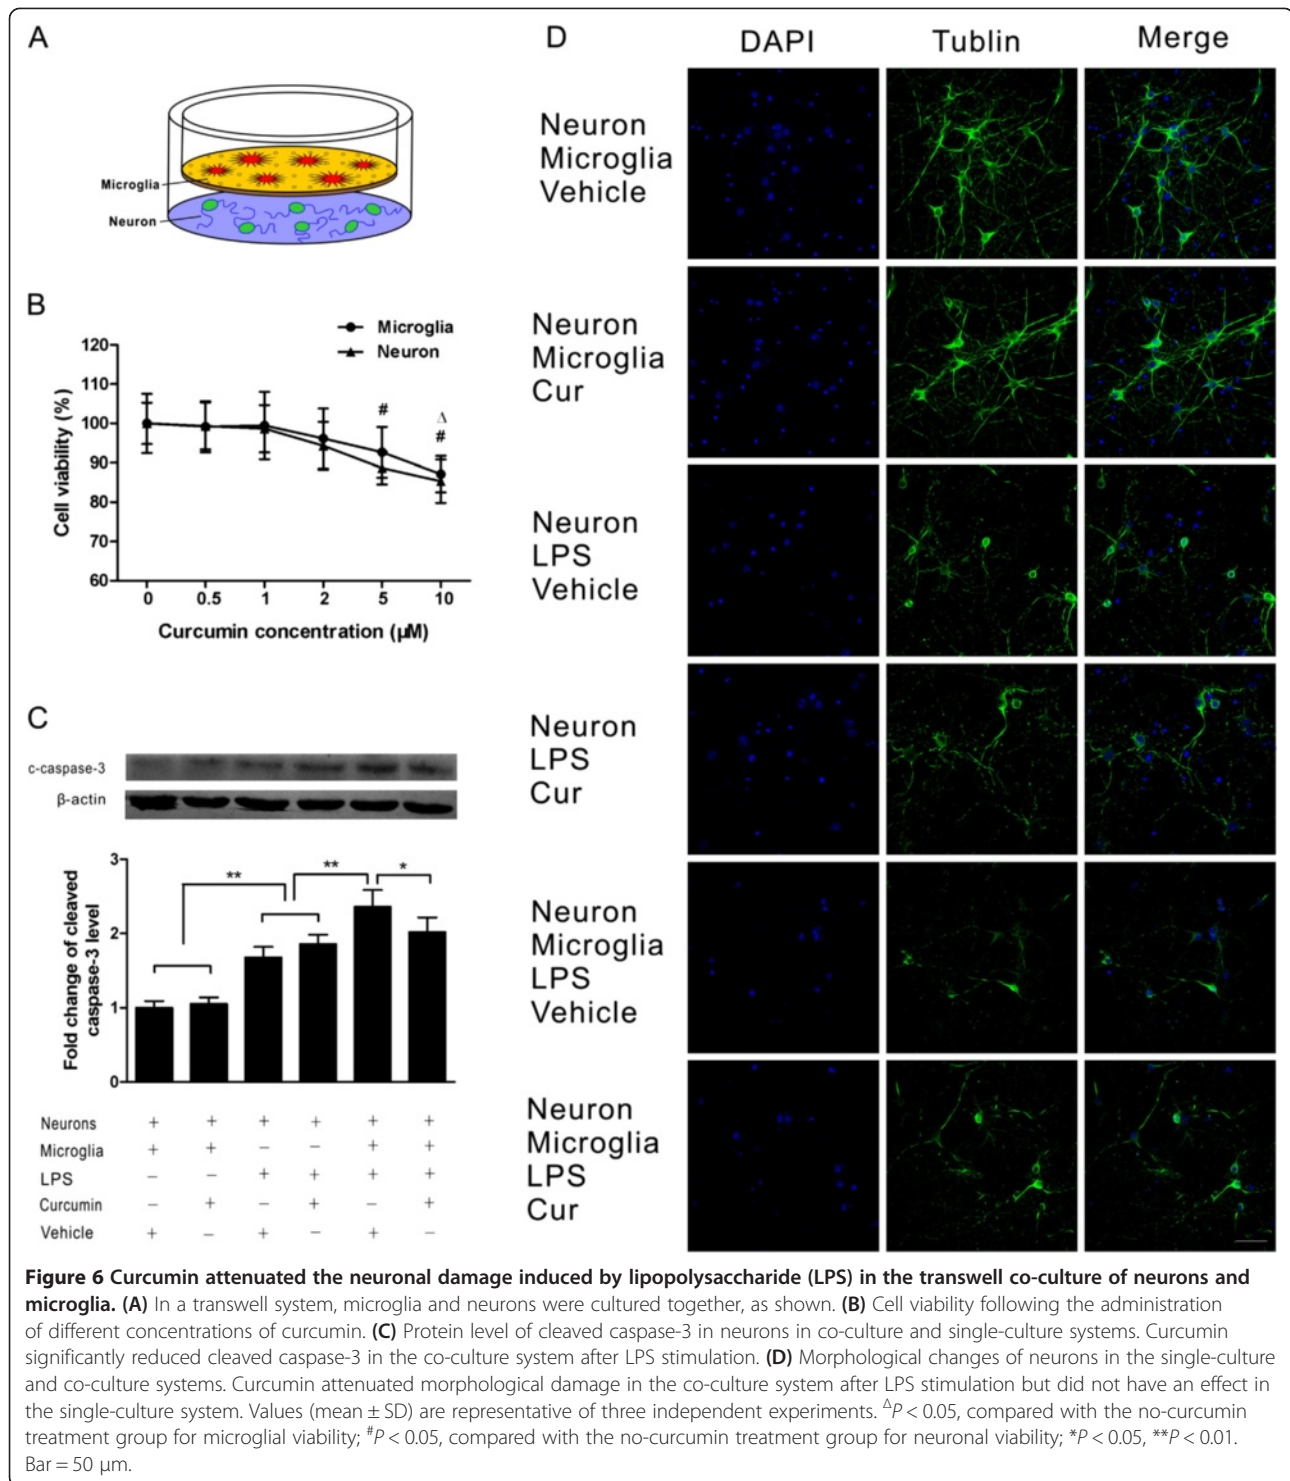 A
Microglia
Neuron
B
Microglia
Neuron
120
110
100
90
80
70
60
Cell viability (%)
# Δ #
0 0.5 1 2 5 10
Curcumin concentration (μM)
C
c-caspase-3
β-actin
3
2
1
0
Fold change of cleaved
caspase-3 level
** ** *
Neurons + + + + + +
Microglia + + − − + +
LPS − − + + + +
Curcumin − + − + − +
Vehicle + − + − + −
D
DAPI Tublin Merge
Neuron
Microglia
Vehicle
Neuron
Microglia
Cur
Neuron
LPS
Vehicle
Neuron
LPS
Cur
Neuron
Microglia
LPS
Vehicle
Neuron
Microglia
LPS
Cur
Figure 6 Curcumin attenuated the neuronal damage induced by lipopolysaccharide (LPS) in the transwell co-culture of neurons and
microglia. (A) In a transwell system, microglia and neurons were cultured together, as shown. (B) Cell viability following the administration
of different concentrations of curcumin. (C) Protein level of cleaved caspase-3 in neurons in co-culture and single-culture systems. Curcumin
significantly reduced cleaved caspase-3 in the co-culture system after LPS stimulation. (D) Morphological changes of neurons in the single-culture
and co-culture systems. Curcumin attenuated morphological damage in the co-culture system after LPS stimulation but did not have an effect in
the single-culture system. Values (mean ± SD) are representative of three independent experiments. ΔP < 0.05, compared with the no-curcumin
treatment group for microglial viability; #P < 0.05, compared with the no-curcumin treatment group for neuronal viability; *P < 0.05, **P < 0.01.
Bar = 50 μm.